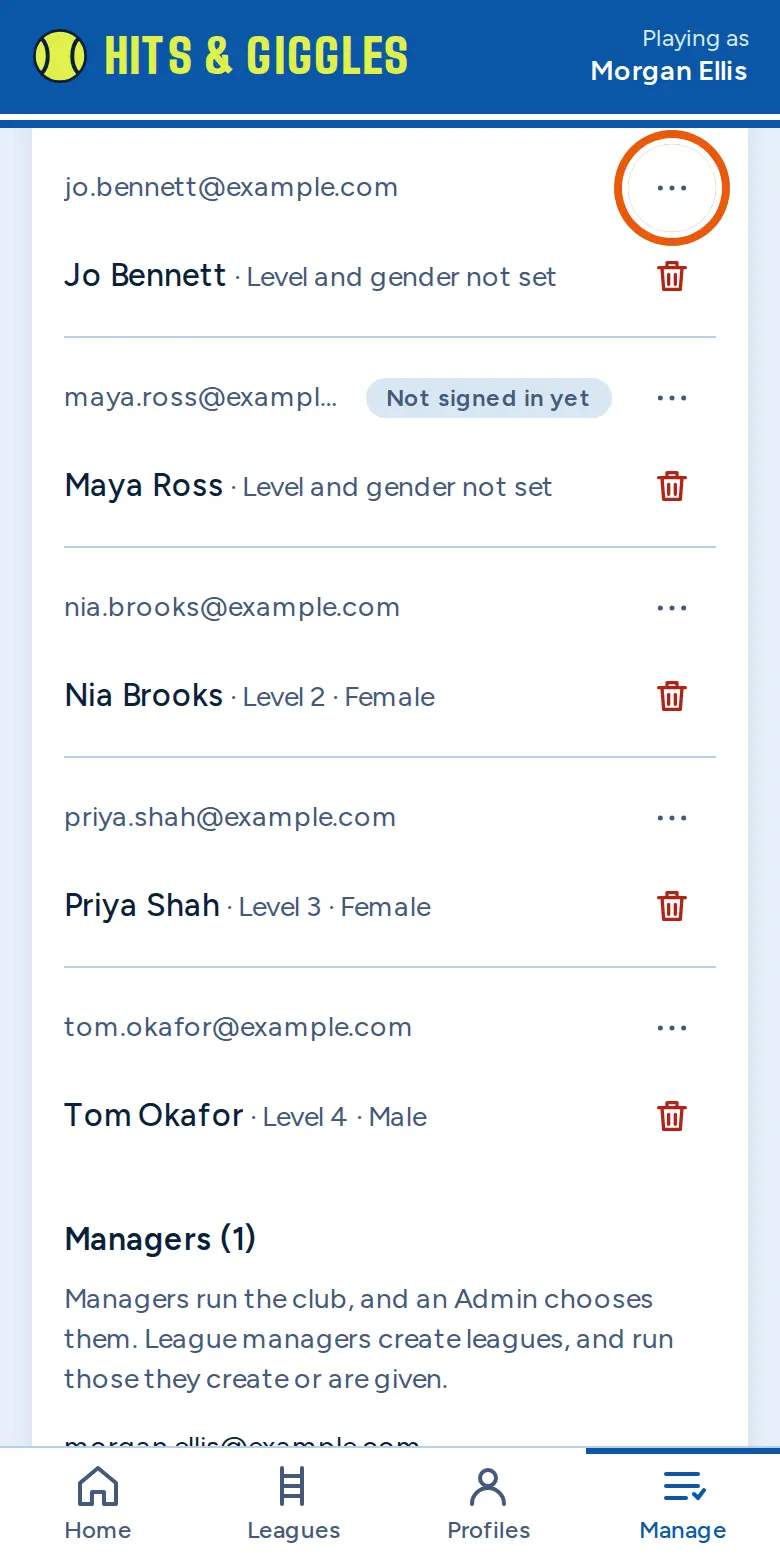 HITS & GIGGLES
Playing as
Morgan Ellis
jo.bennett@example.com
Jo Bennett · Level and gender not set
maya.ross@exampl...
Not signed in yet
Maya Ross · Level and gender not set
nia.brooks@example.com
Nia Brooks · Level 2 · Female
priya.shah@example.com
Priya Shah · Level 3 · Female
tom.okafor@example.com
Tom Okafor · Level 4 · Male
Managers (1)
Managers run the club, and an Admin chooses
them. League managers create leagues, and run
those they create or are given.
morgan.ellis@example.com
Home
Leagues
Profiles
Manage